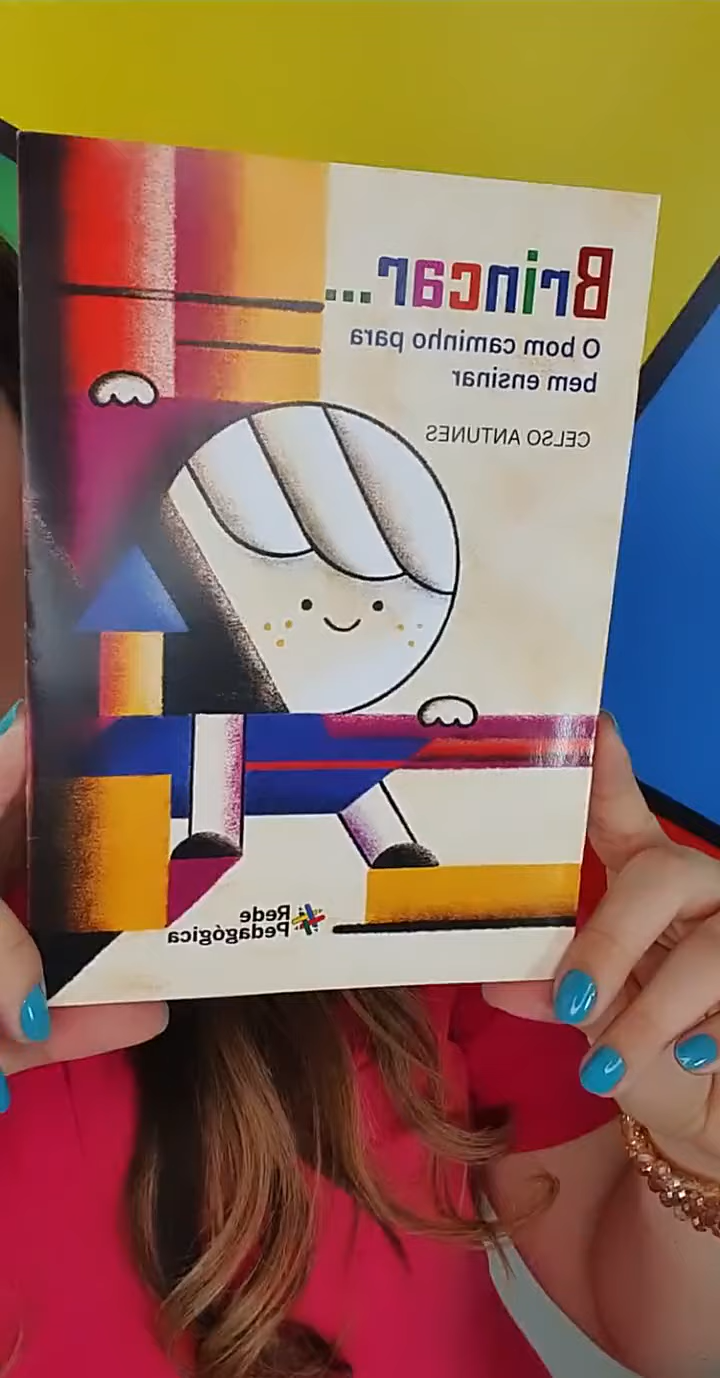 Brincar...
O bom caminho para
bem ensinar
CELSO ANTUNES
Rede
Pedagógica